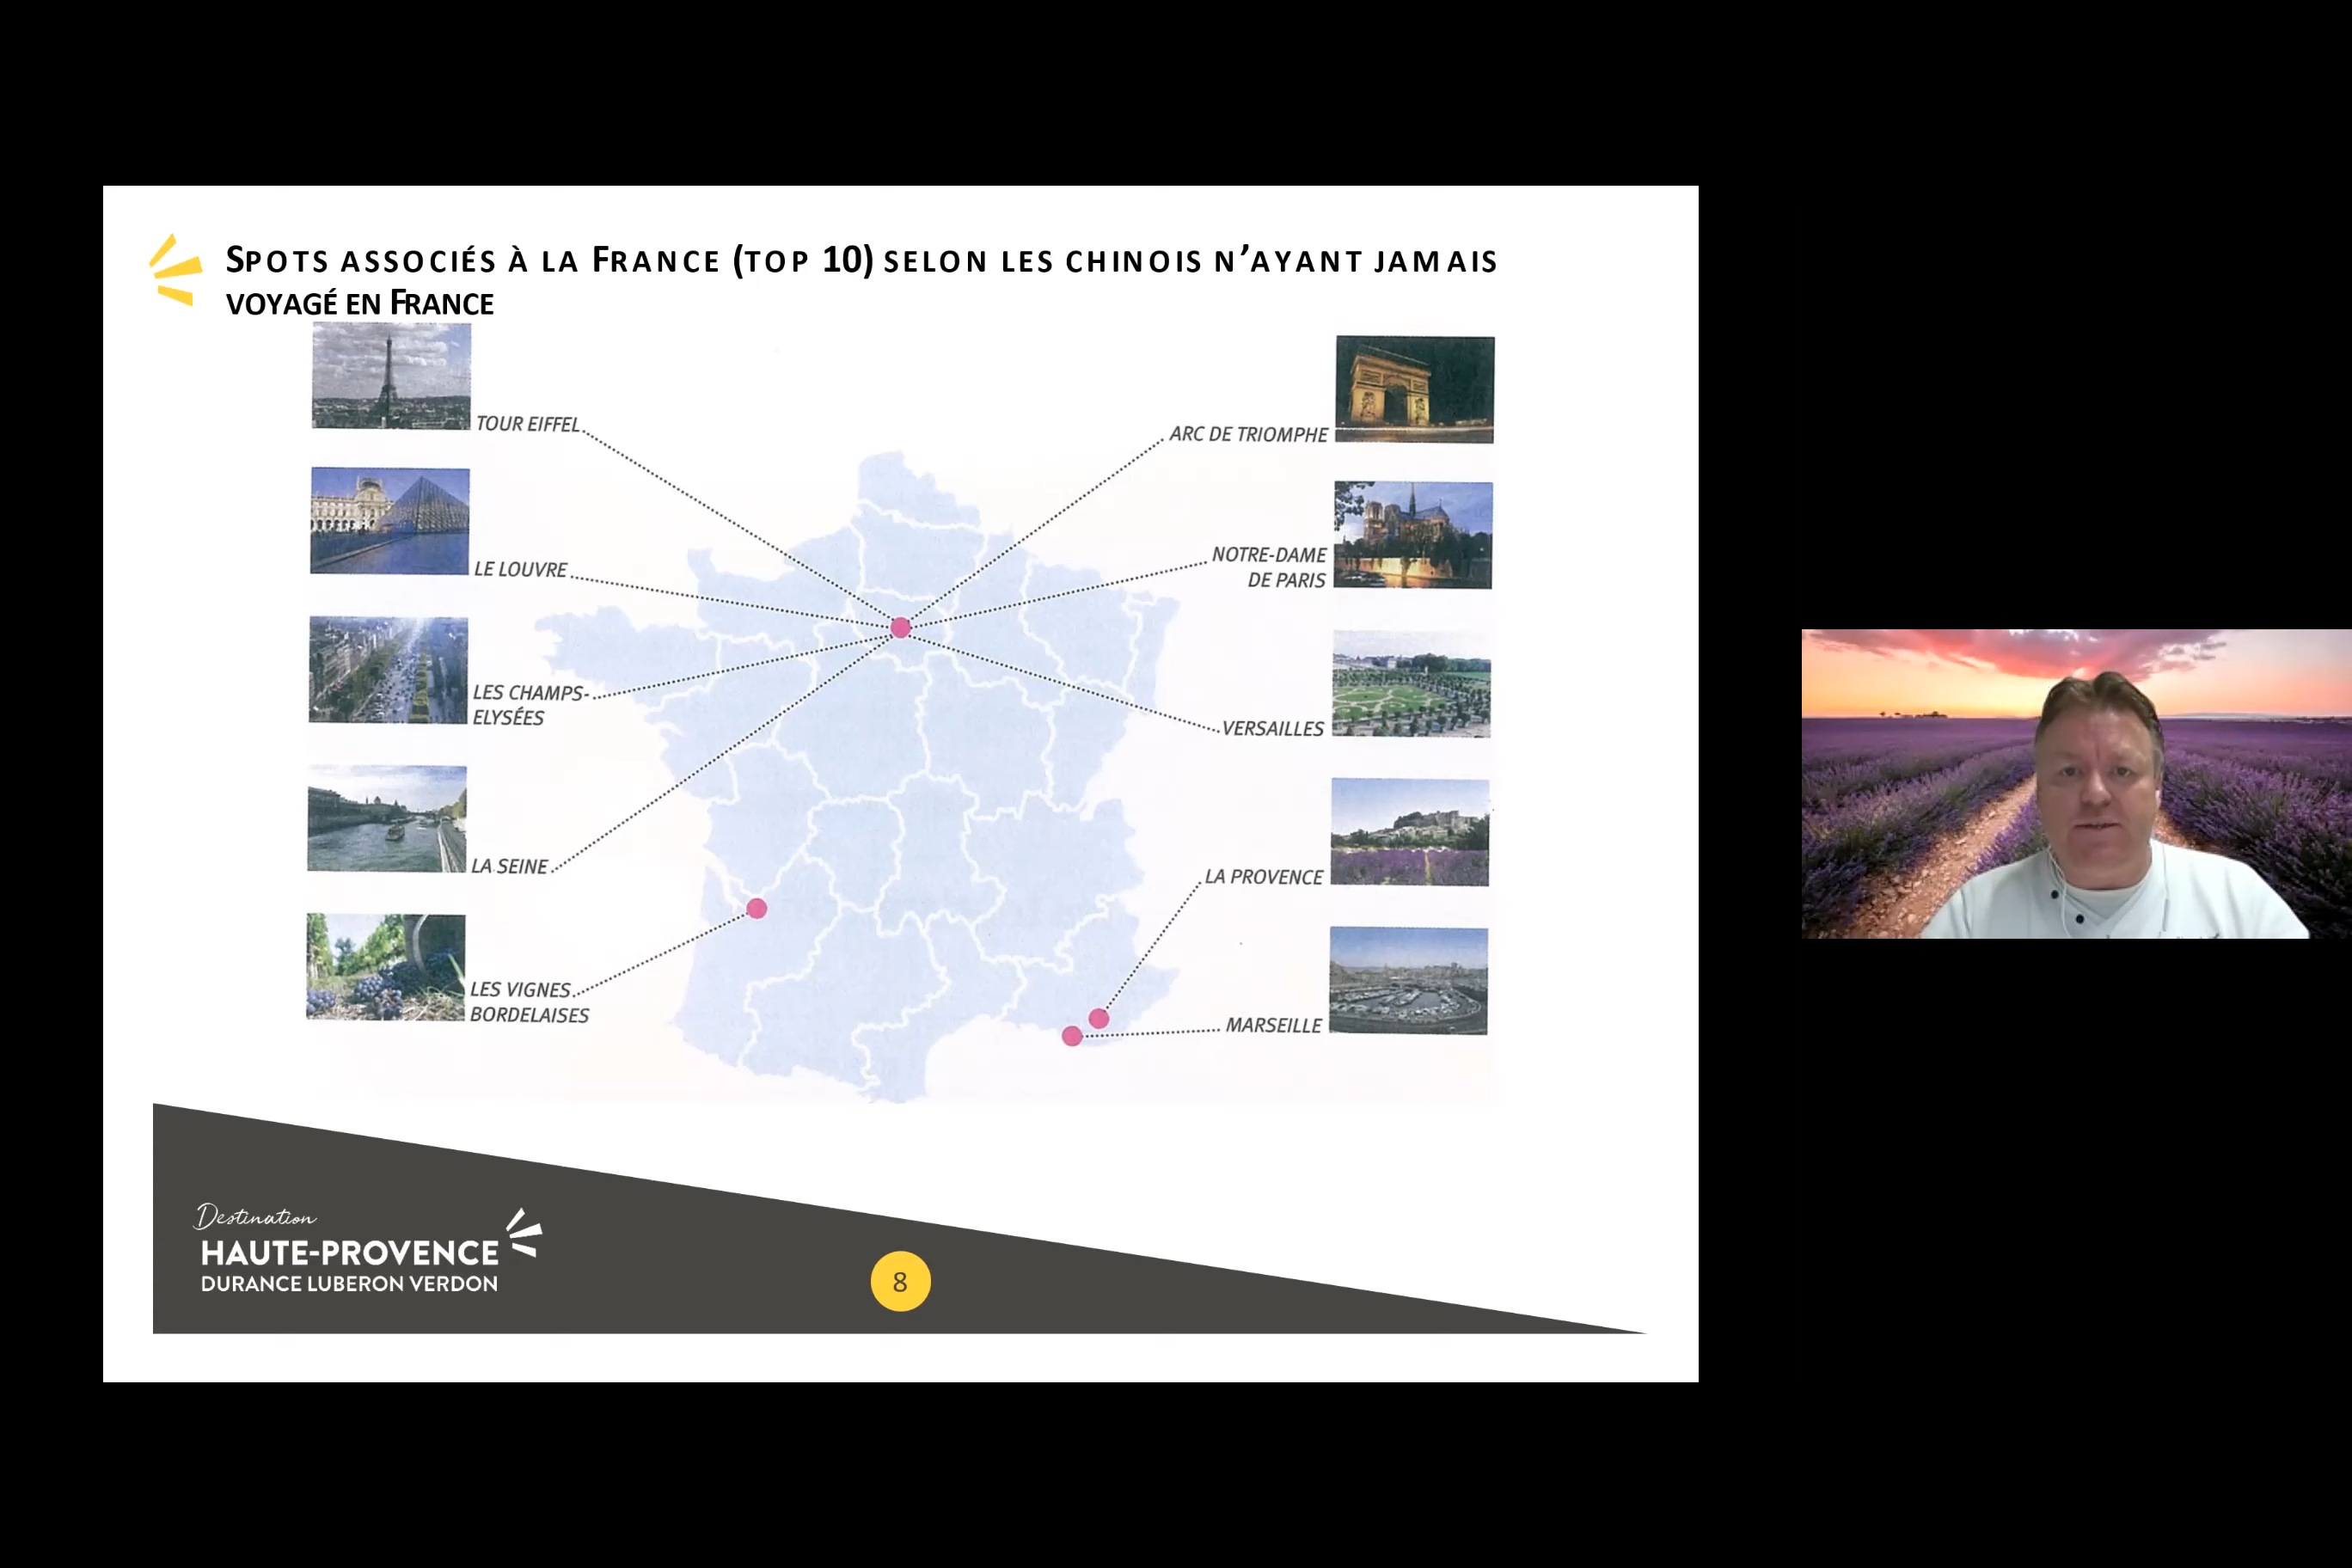 SPOTS ASSOCIÉS À LA FRANCE (TOP 10) SELON LES CHINOIS N’AYANT JAMAIS
VOYAGÉ EN FRANCE
TOUR EIFFEL
LE LOUVRE
LES CHAMPS-
ELYSÉES
LA SEINE
LES VIGNES
BORDELAISES
ARC DE TRIOMPHE
NOTRE-DAME
DE PARIS
VERSAILLES
LA PROVENCE
MARSEILLE
Destination
HAUTE-PROVENCE
DURANCE LUBERON VERDON
8